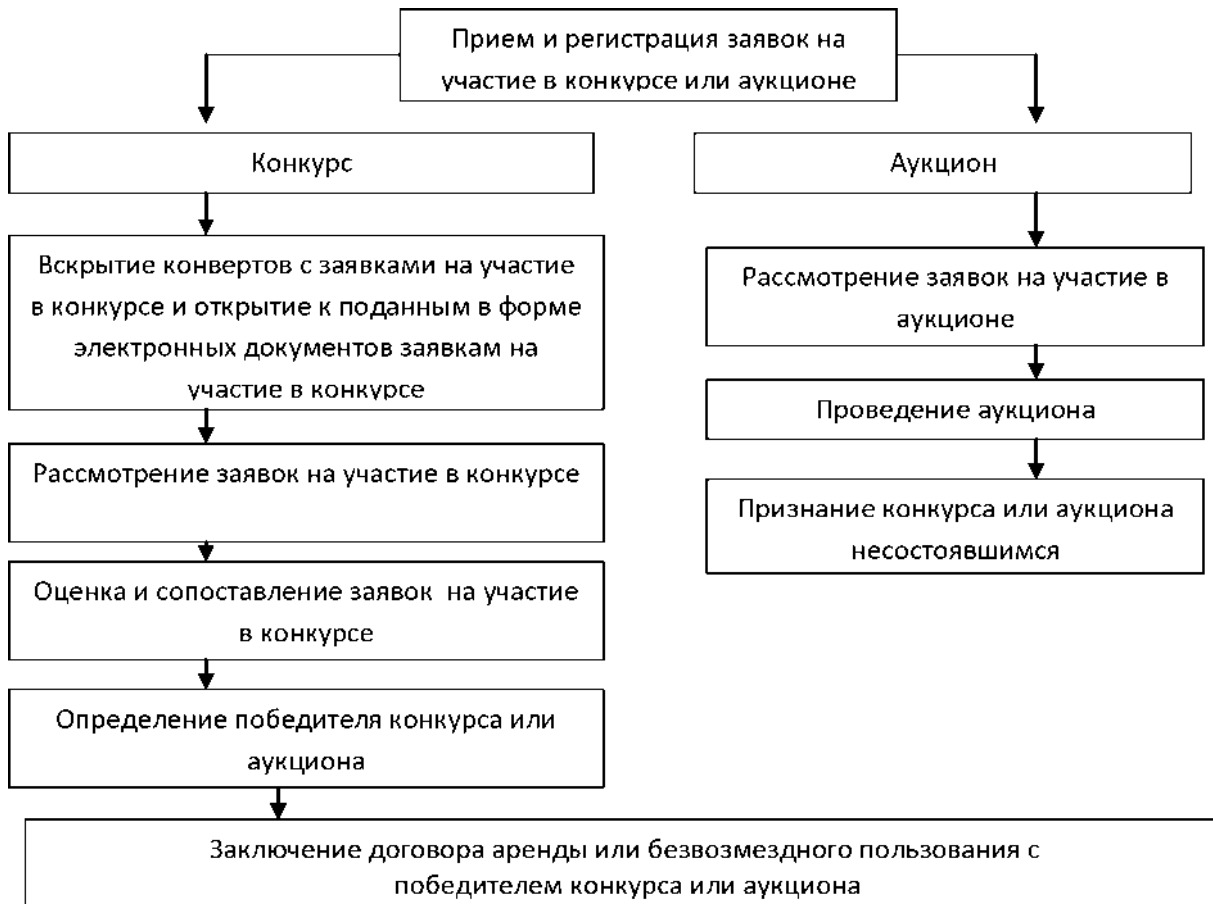 Прием и регистрация заявок на
участие в конкурсе или аукционе
Конкурс
Аукцион
Вскрытие конвертов с заявками на участие
в конкурсе и открытие к поданным в форме
электронных документов заявкам на
участие в конкурсе
Рассмотрение заявок на участие в
аукционе
Проведение аукциона
Рассмотрение заявок на участие в конкурсе
Признание конкурса или аукциона
несостоявшимся
Оценка и сопоставление заявок на участие
в конкурсе
Определение победителя конкурса или
аукциона
Заключение договора аренды или безвозмездного пользования с
победителем конкурса или аукциона